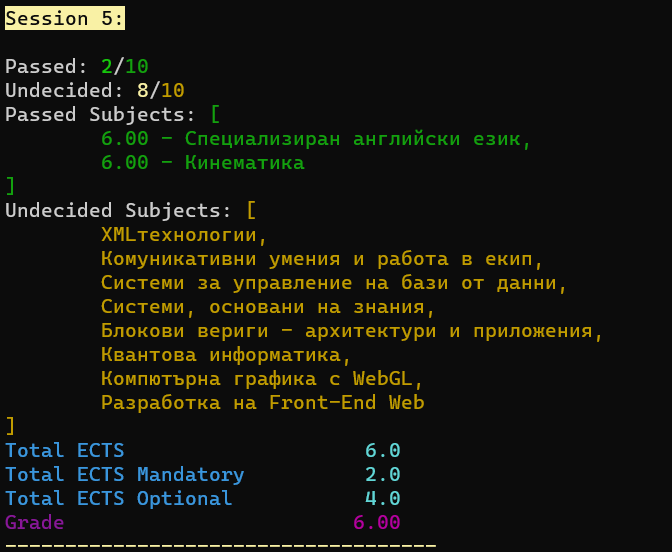 Session 5:
Passed: 2/10
Undecided: 8/10
Passed Subjects: [
6.00 - Специализиран английски език,
6.00 - Кинематика
]
Undecided Subjects: [
XMLтехнологии,
Комуникативни умения и работа в екип,
Системи за управление на бази от данни,
Системи, основани на знания,
Блокови вериги - архитектури и приложения,
Квантова информатика,
Компютърна графика с WebGL,
Разработка на Front-End Web
]
Total ECTS 6.0
Total ECTS Mandatory 2.0
Total ECTS Optional 4.0
Grade 6.00
------------------------------------